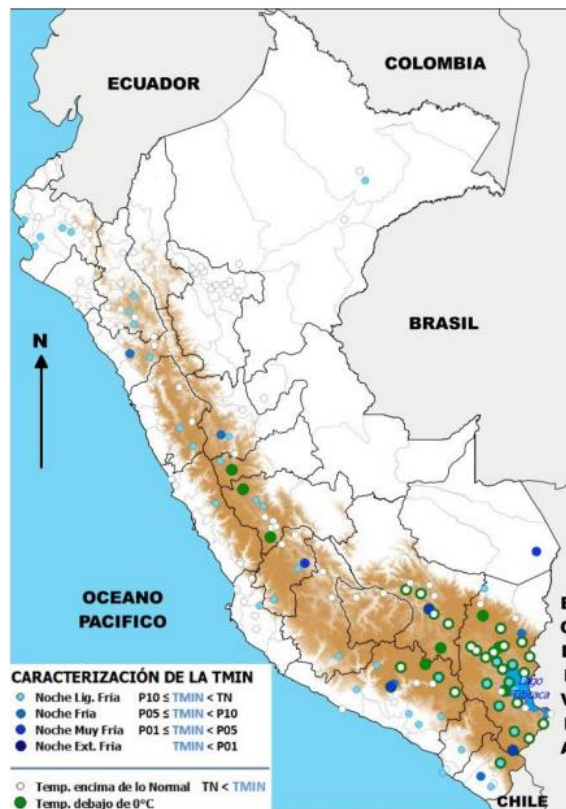 COLOMBIA
ECUADOR
BRASIL
N
OCEANO
PACIFICO
B
O
L
I
V
I
A
Lago
Titicaca
CHILE
CARACTERIZACIÓN DE LA TMIN
Noche Lig. Fría P10 ≤ TMIN < TN
Noche Fría P05 ≤ TMIN < P10
Noche Muy Fría P01 ≤ TMIN < P05
Noche Ext. Fría TMIN < P01
Temp. encima de lo Normal TN < TMIN
Temp. debajo de 0°C